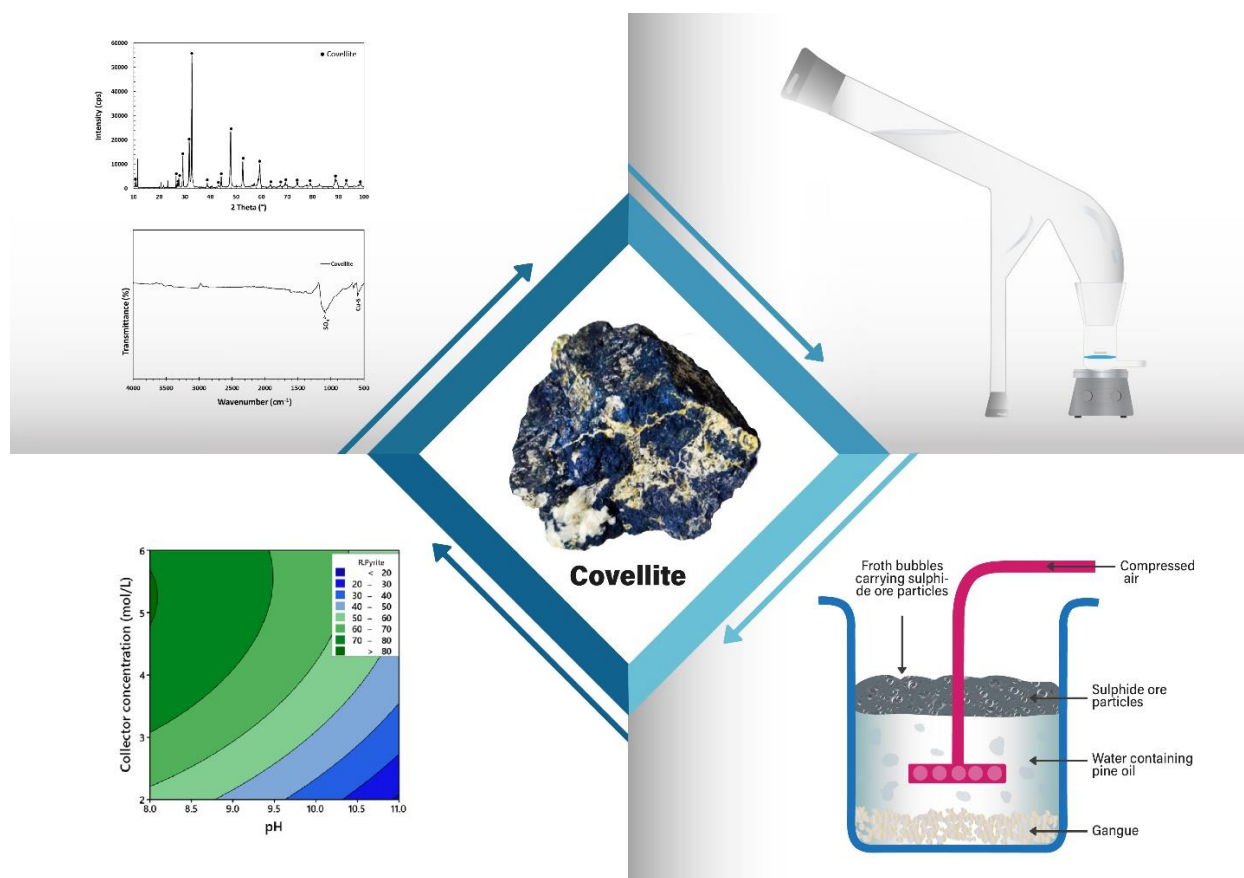 60000
50000
40000
30000
20000
10000
0
Intensity (cps)
• Covellite
10 20 30 40 50 60 70 80 90 100
2 Theta (°)
Transmittance (%)
Covellite
SO₄
Cu-S
4000 3500 3000 2500 2000 1500 1000 500
Wavenumber (cm⁻¹)
Covellite
Collector concentration (mol/L)
6
5
4
3
2
R.Pyrite
< 20
20 – 30
30 – 40
40 – 50
50 – 60
60 – 70
70 – 80
> 80
8.0 8.5 9.0 9.5 10.0 10.5 11.0
pH
Froth bubbles
carrying sulphi-
de ore particles
Compressed
air
Sulphide ore
particles
Water containing
pine oil
Gangue